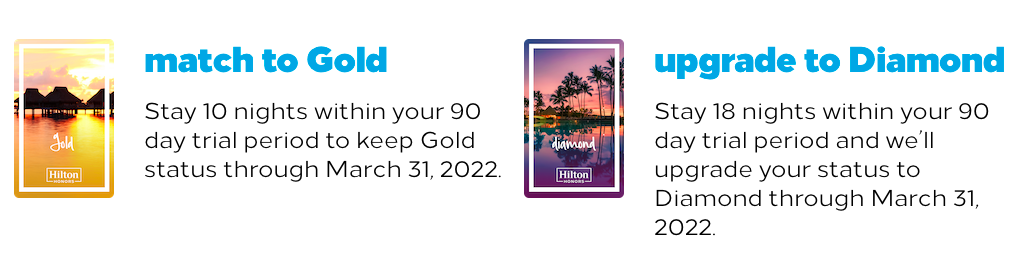 match to Gold
Stay 10 nights within your 90
day trial period to keep Gold
status through March 31, 2022.
gold
Hilton
HONORS
upgrade to Diamond
Stay 18 nights within your 90
day trial period and we'll
upgrade your status to
Diamond through March 31,
2022.
diamond
Hilton
HONORS